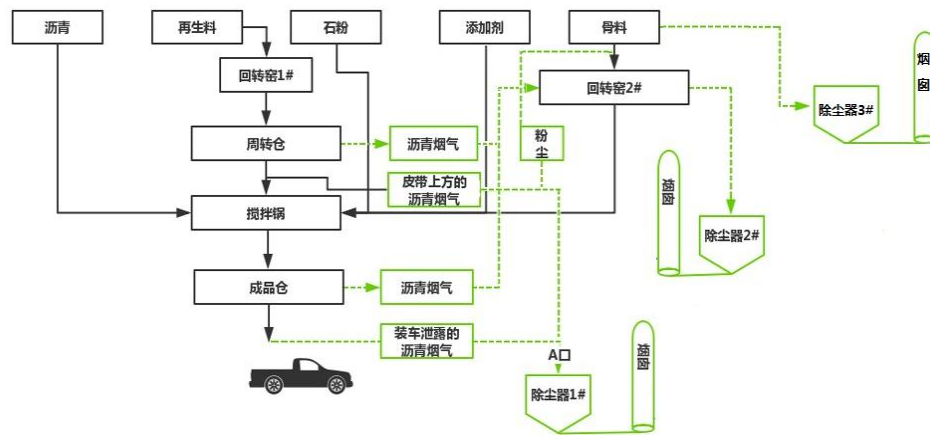 沥青
再生料
石粉
添加剂
骨料
回转窑1#
回转窑2#
烟
囱
除尘器3#
周转仓
沥青烟气
粉
尘
皮带上方的
沥青烟气
搅拌锅
烟囱
除尘器2#
成品仓
沥青烟气
装车泄露的
沥青烟气
A口
烟囱
除尘器1#